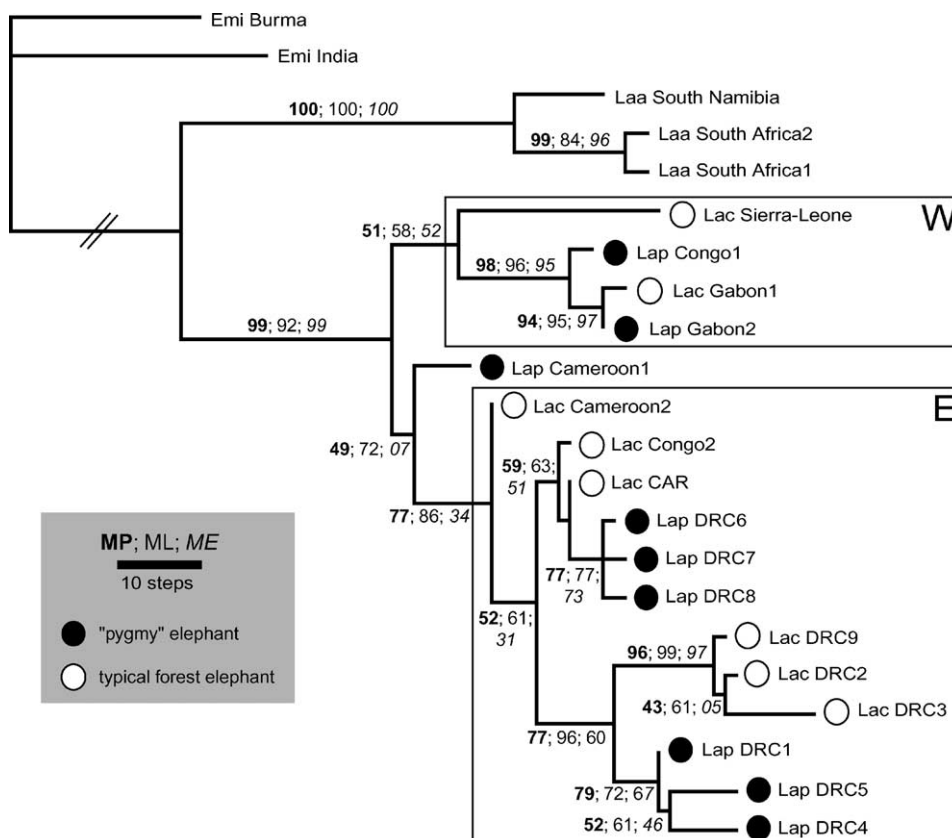 Emi Burma
Emi India
Laa South Namibia
100; 100; 100
Laa South Africa2
99; 84; 96
Laa South Africa1
W
Lac Sierra-Leone
51; 58; 52
Lap Congo1
98; 96; 95
Lac Gabon1
94; 95; 97
Lap Gabon2
99; 92; 99
Lap Cameroon1
E
Lac Cameroon2
49; 72; 07
Lac Congo2
59; 63;
51
Lac CAR
77; 86; 34
Lap DRC6
Lap DRC7
77; 77;
73
Lap DRC8
52; 61;
31
Lac DRC9
96; 99; 97
Lac DRC2
43; 61; 05
Lac DRC3
77; 96; 60
Lap DRC1
79; 72; 67
Lap DRC5
52; 61; 46
Lap DRC4
MP; ML; ME
10 steps
"pygmy" elephant
typical forest elephant